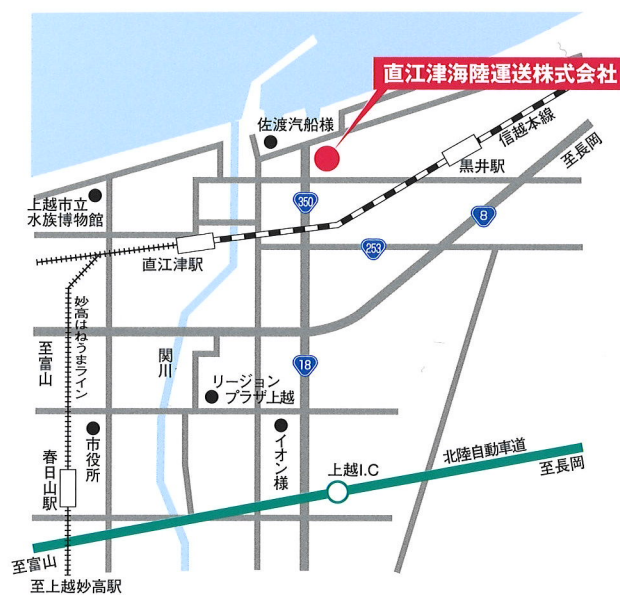 直江津海陸運送株式会社
佐渡汽船様
信越本線
黒井駅
至長岡
上越市立
水族博物館
350
8
253
直江津駅
妙高はねうまライン
至富山
関川
18
リージョン
プラザ上越
市役所
イオン様
春日山駅
上越I.C
北陸自動車道
至長岡
至富山
至上越妙高駅